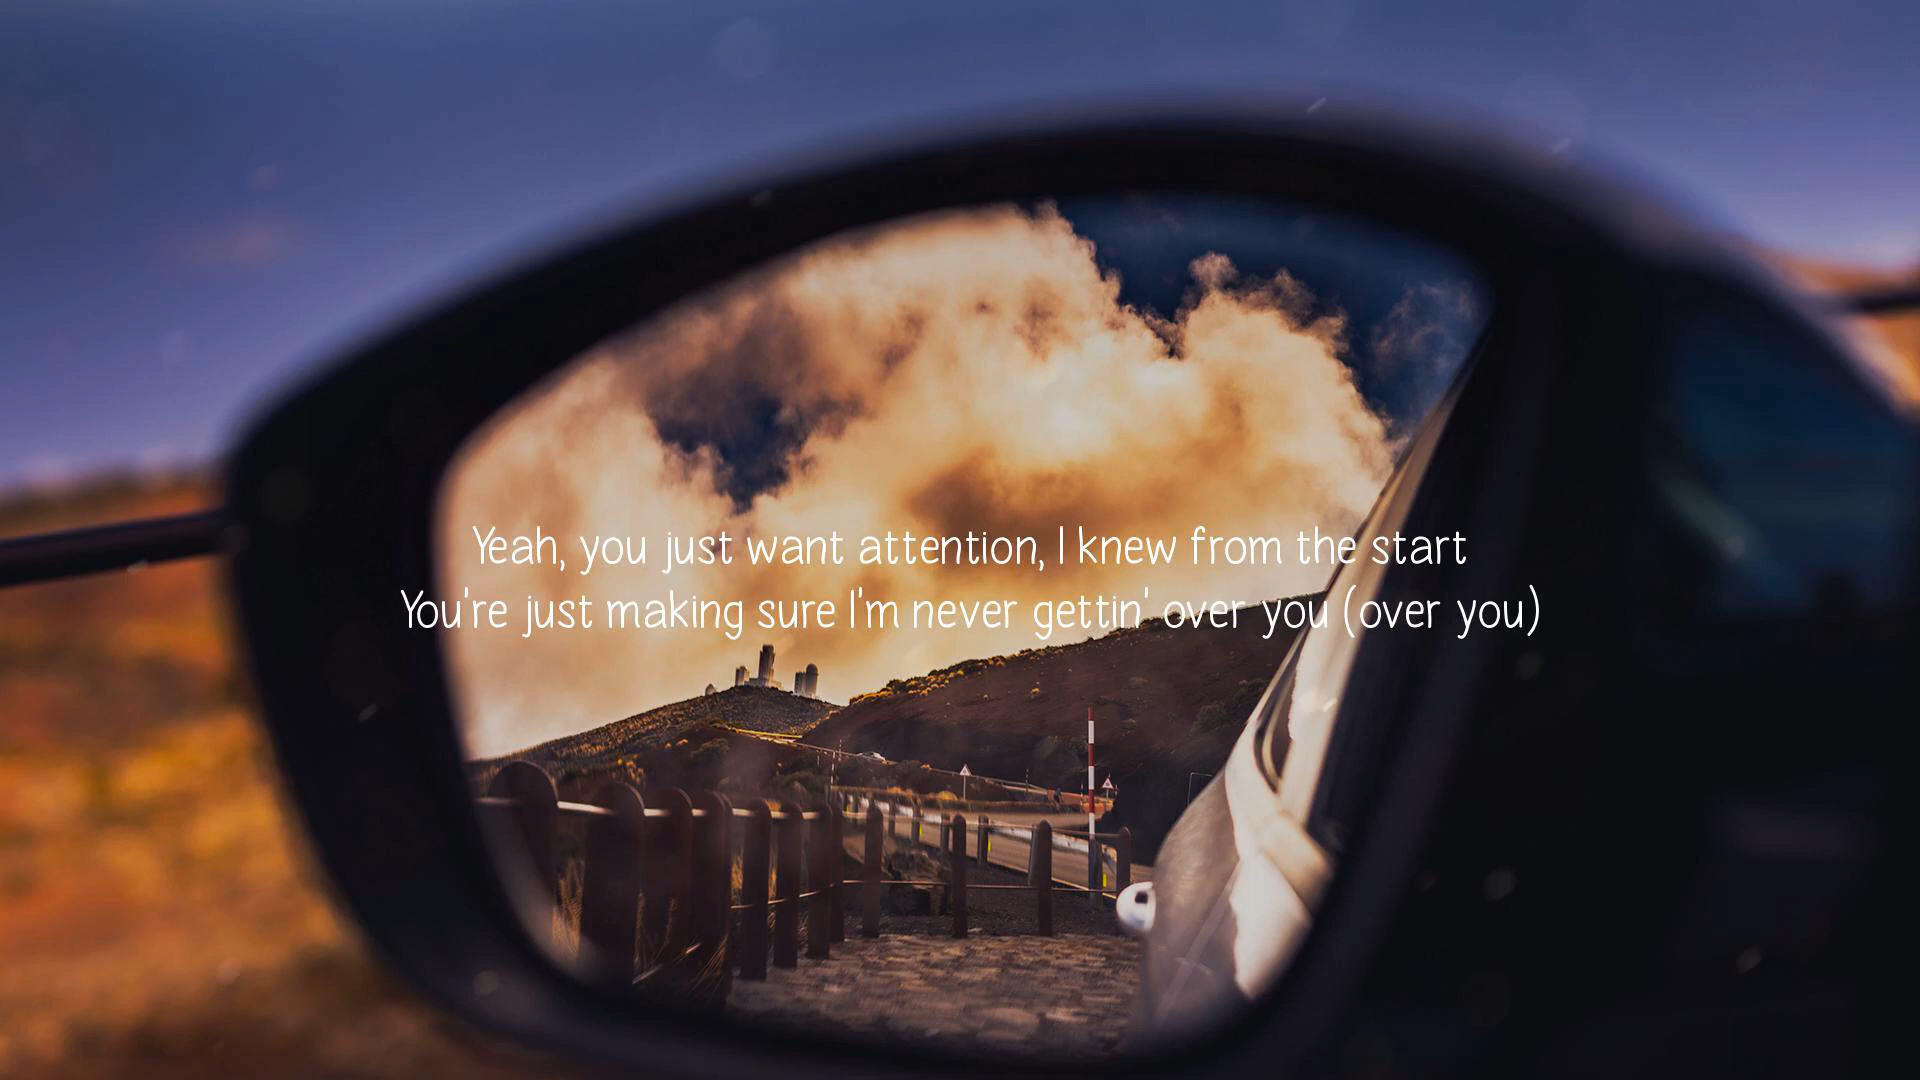 Yeah, you just want attention, I knew from the start
You're just making sure I'm never gettin' over you (over you)